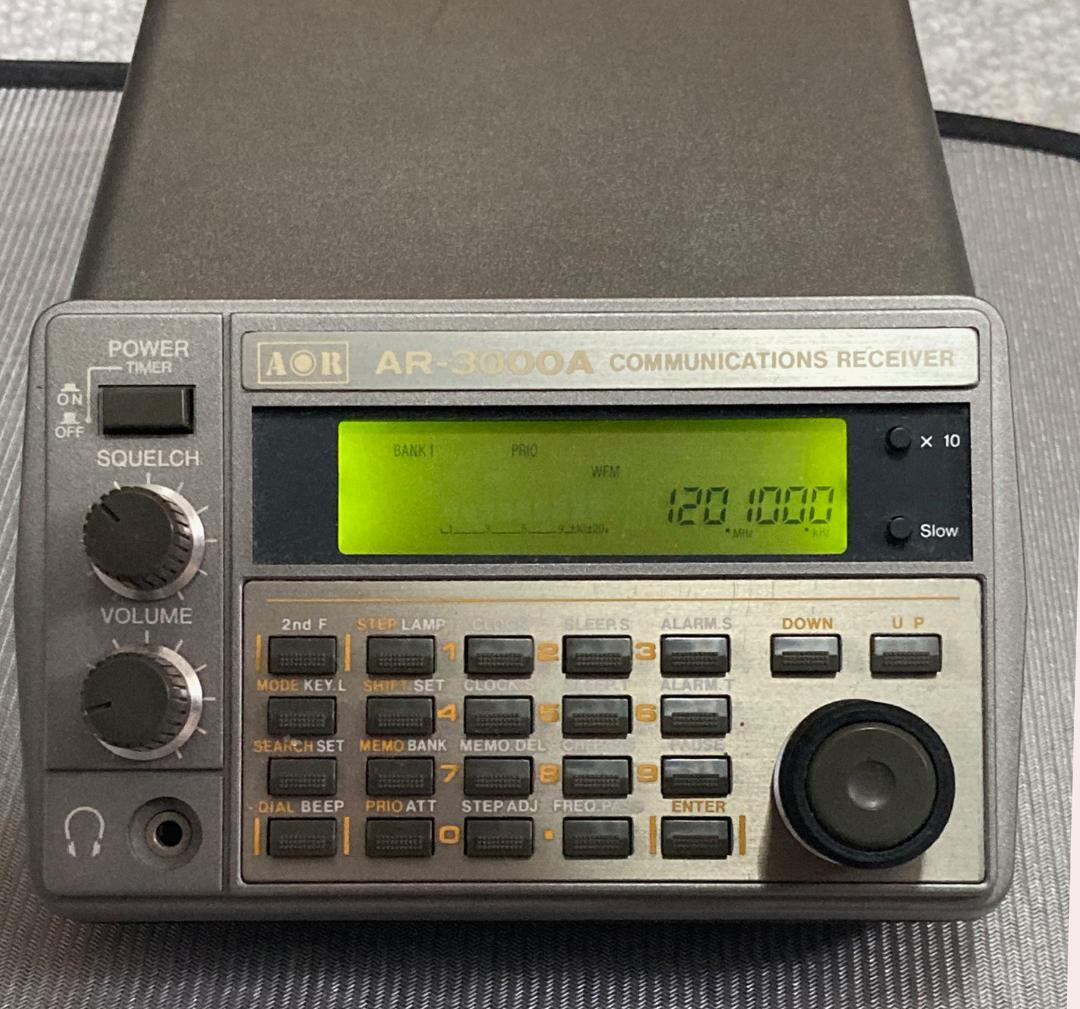 POWER
TIMER
ON
OFF
SQUELCH
VOLUME
AOR AR-3000A COMMUNICATIONS RECEIVER
BANK 1 PRIO
WFM
120 1000
MHz kHz
× 10
Slow
2nd F STEP LAMP CLOCK SLEEP.S ALARM.S DOWN U P
1 2 3
MODE KEY.L SHIFT SET CLOCK ALARM.T
4 5 6
SEARCH SET MEMO BANK MEMO.DEL PAUSE
7 8 9
DIAL BEEP PRIO ATT STEP.ADJ FREQ.PASS ENTER
0 .